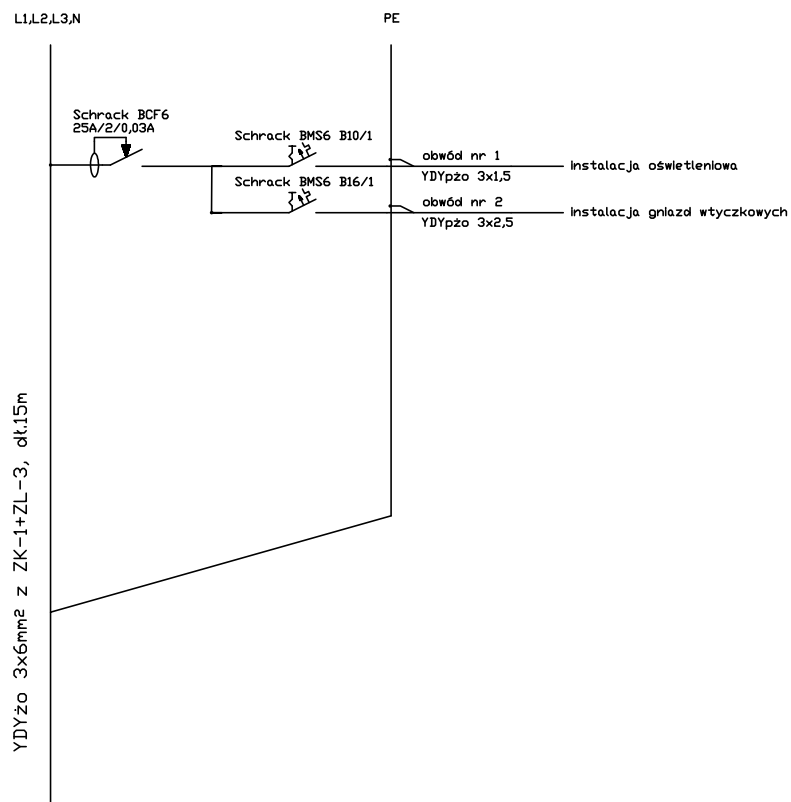 L1,L2,L3,N
PE
Schrack BCF6
25A/2/0,03A
Schrack BMS6 B10/1
obwód nr 1
YDYpżo 3x1,5
instalacja oświetleniowa
Schrack BMS6 B16/1
obwód nr 2
YDYpżo 3x2,5
instalacja gniazd wtyczkowych
YDYżo 3x6mm² z ZK-1+ZL-3, dł.15m